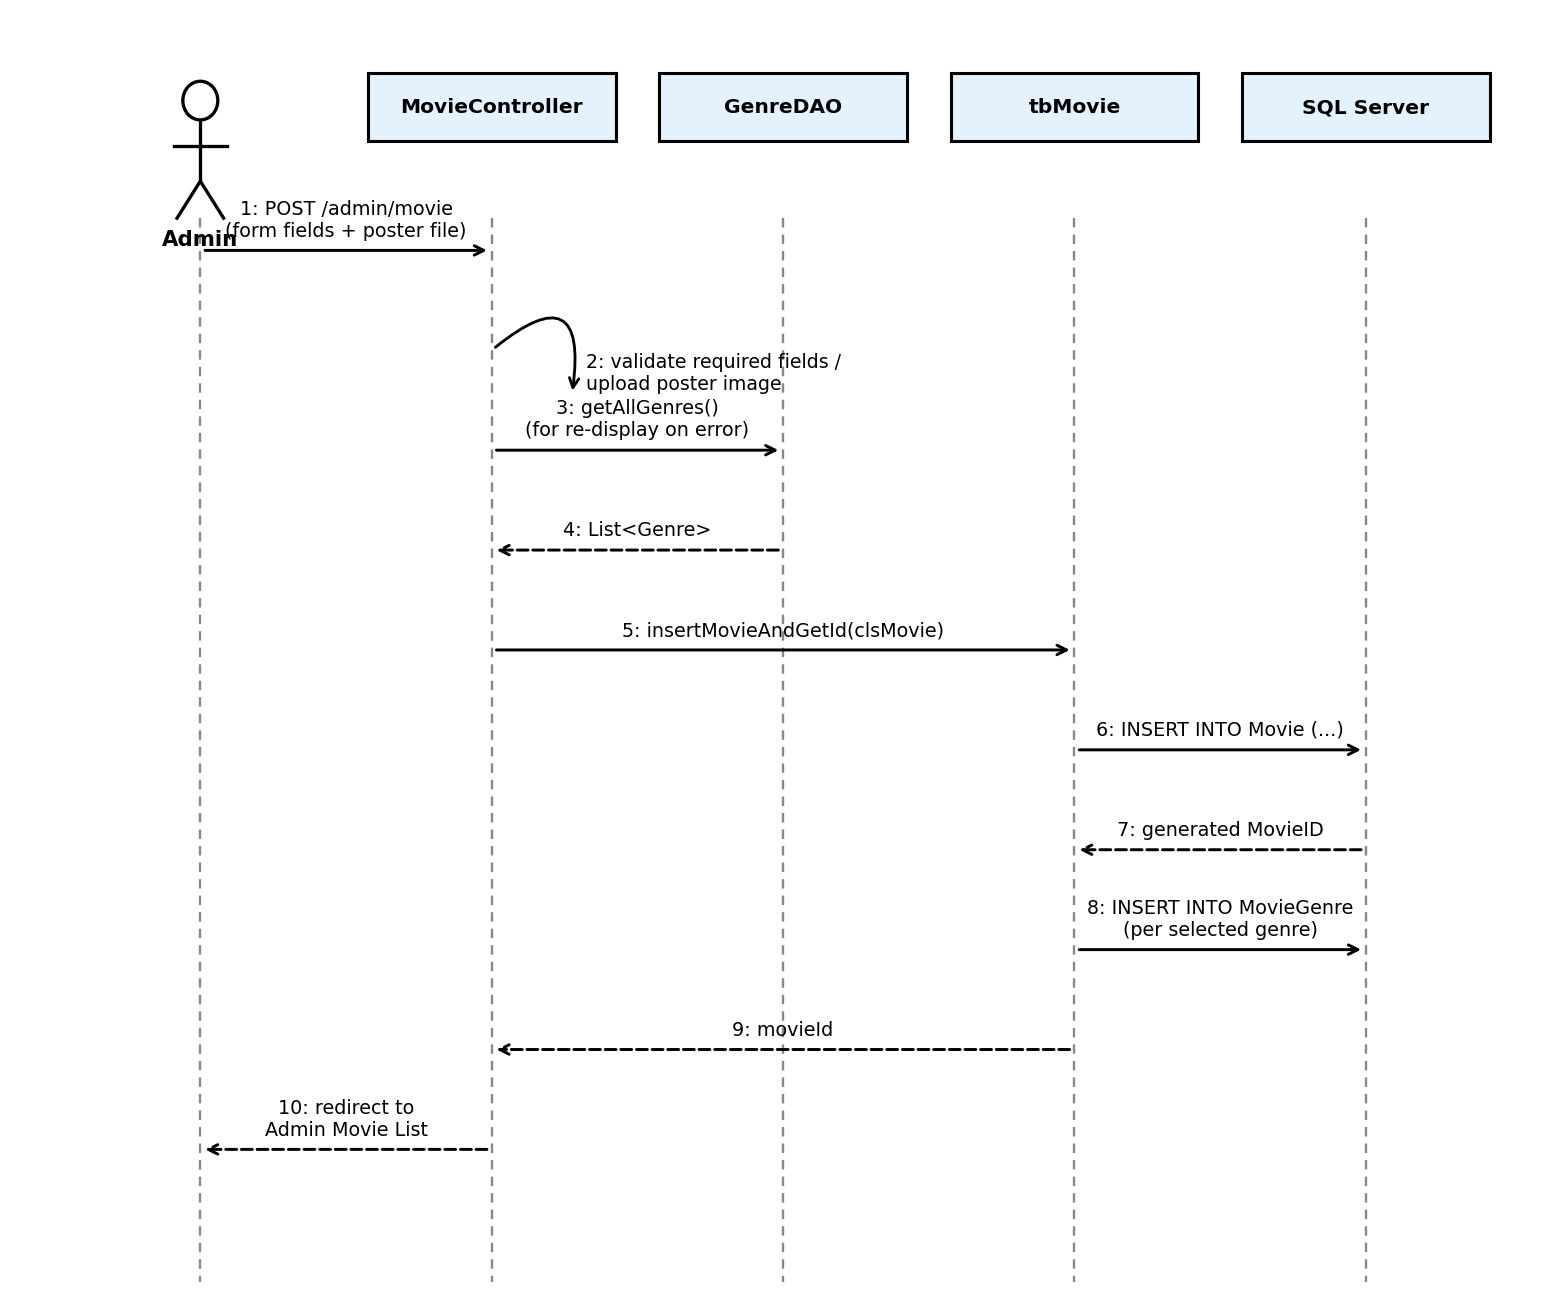 MovieController
GenreDAO
tbMovie
SQL Server
Admin
1: POST /admin/movie
(form fields + poster file)
2: validate required fields /
upload poster image
3: getAllGenres()
(for re-display on error)
4: List<Genre>
5: insertMovieAndGetId(clsMovie)
6: INSERT INTO Movie (...)
7: generated MovieID
8: INSERT INTO MovieGenre
(per selected genre)
9: movieId
10: redirect to
Admin Movie List